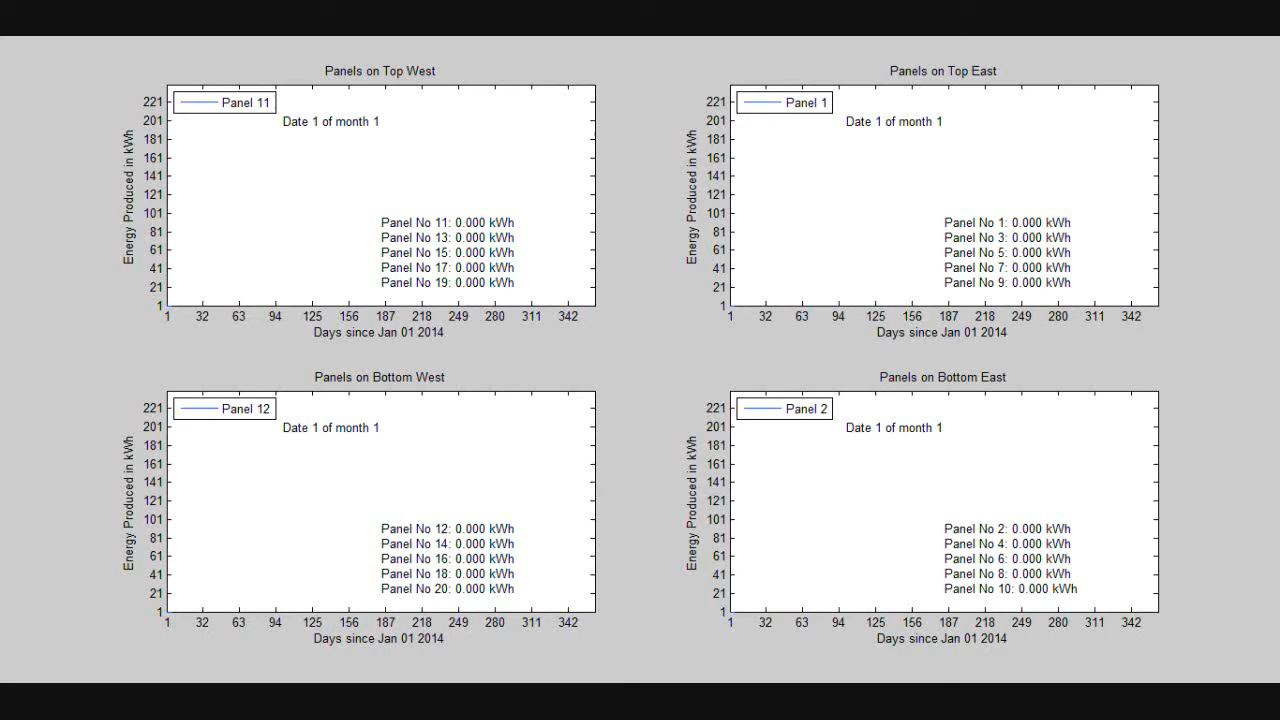 Panels on Top West
Energy Produced in kWh
221
201
181
161
141
121
101
81
61
41
21
1
Panel 11
Date 1 of month 1
Panel No 11: 0.000 kWh
Panel No 13: 0.000 kWh
Panel No 15: 0.000 kWh
Panel No 17: 0.000 kWh
Panel No 19: 0.000 kWh
1 32 63 94 125 156 187 218 249 280 311 342
Days since Jan 01 2014
Panels on Top East
Energy Produced in kWh
221
201
181
161
141
121
101
81
61
41
21
1
Panel 1
Date 1 of month 1
Panel No 1: 0.000 kWh
Panel No 3: 0.000 kWh
Panel No 5: 0.000 kWh
Panel No 7: 0.000 kWh
Panel No 9: 0.000 kWh
1 32 63 94 125 156 187 218 249 280 311 342
Days since Jan 01 2014
Panels on Bottom West
Energy Produced in kWh
221
201
181
161
141
121
101
81
61
41
21
1
Panel 12
Date 1 of month 1
Panel No 12: 0.000 kWh
Panel No 14: 0.000 kWh
Panel No 16: 0.000 kWh
Panel No 18: 0.000 kWh
Panel No 20: 0.000 kWh
1 32 63 94 125 156 187 218 249 280 311 342
Days since Jan 01 2014
Panels on Bottom East
Energy Produced in kWh
221
201
181
161
141
121
101
81
61
41
21
1
Panel 2
Date 1 of month 1
Panel No 2: 0.000 kWh
Panel No 4: 0.000 kWh
Panel No 6: 0.000 kWh
Panel No 8: 0.000 kWh
Panel No 10: 0.000 kWh
1 32 63 94 125 156 187 218 249 280 311 342
Days since Jan 01 2014